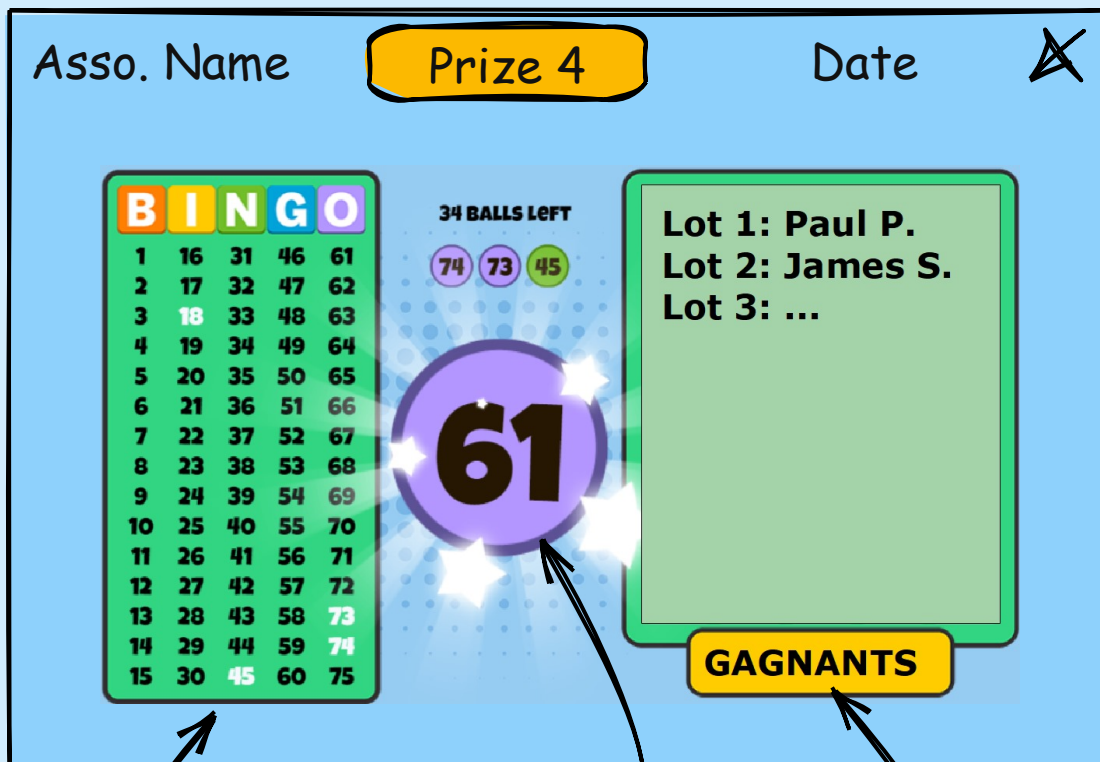 Asso. Name
Prize 4
Date
B I N G O
1 16 31 46 61
2 17 32 47 62
3 18 33 48 63
4 19 34 49 64
5 20 35 50 65
6 21 36 51 66
7 22 37 52 67
8 23 38 53 68
9 24 39 54 69
10 25 40 55 70
11 26 41 56 71
12 27 42 57 72
13 28 43 58 73
14 29 44 59 74
15 30 45 60 75
34 BALLS LEFT
74 73 45
61
Lot 1: Paul P.
Lot 2: James S.
Lot 3: ...
GAGNANTS